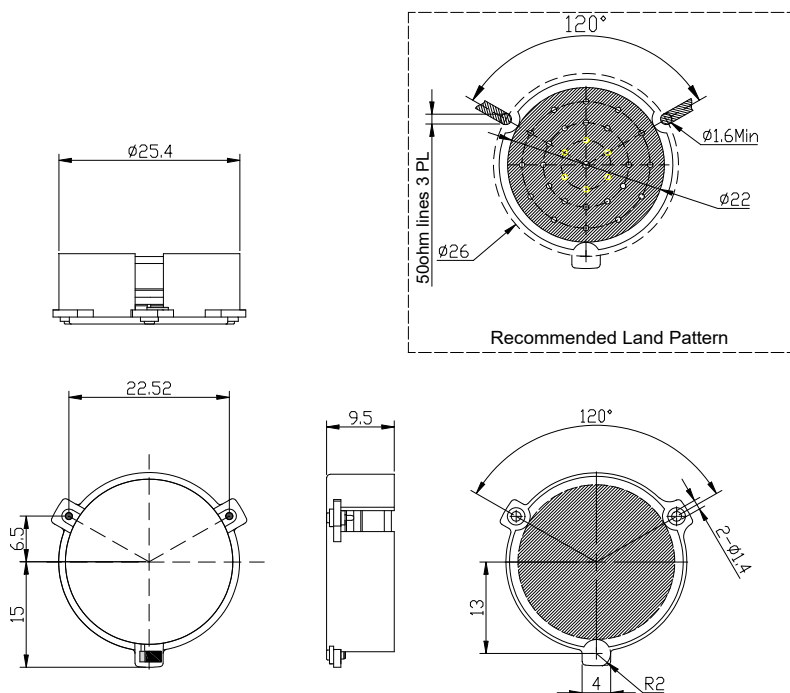 120°
Ø1.6Min
50ohm lines 3 PL
Ø22
Ø26
Recommended Land Pattern
Ø25.4
22.52
6.5
15
9.5
120°
2-Ø1.4
13
4
R2